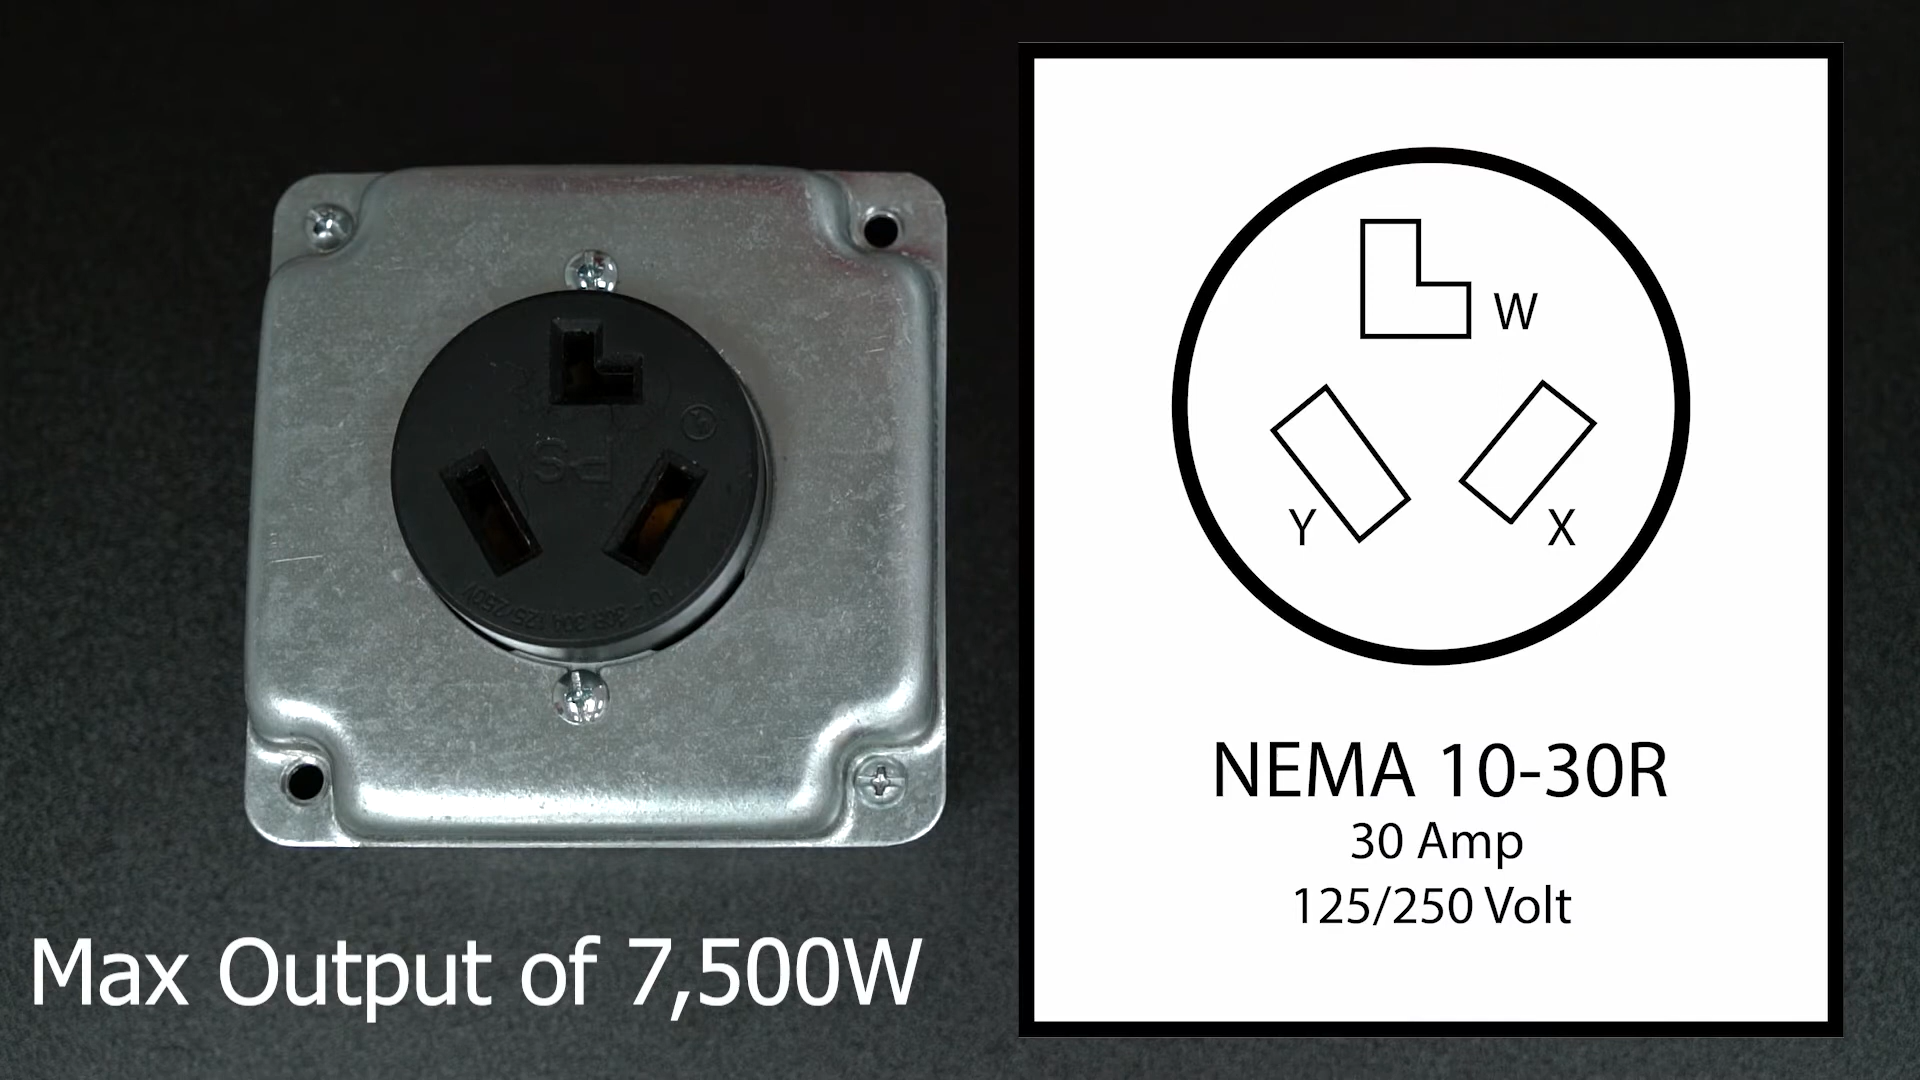 W
Y
X
NEMA 10-30R
30 Amp
125/250 Volt
Max Output of 7,500W